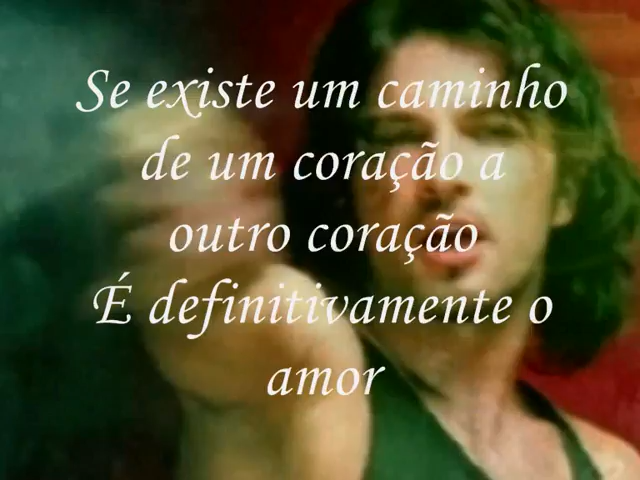 Se existe um caminho
de um coração a
outro coração
É definitivamente o
amor